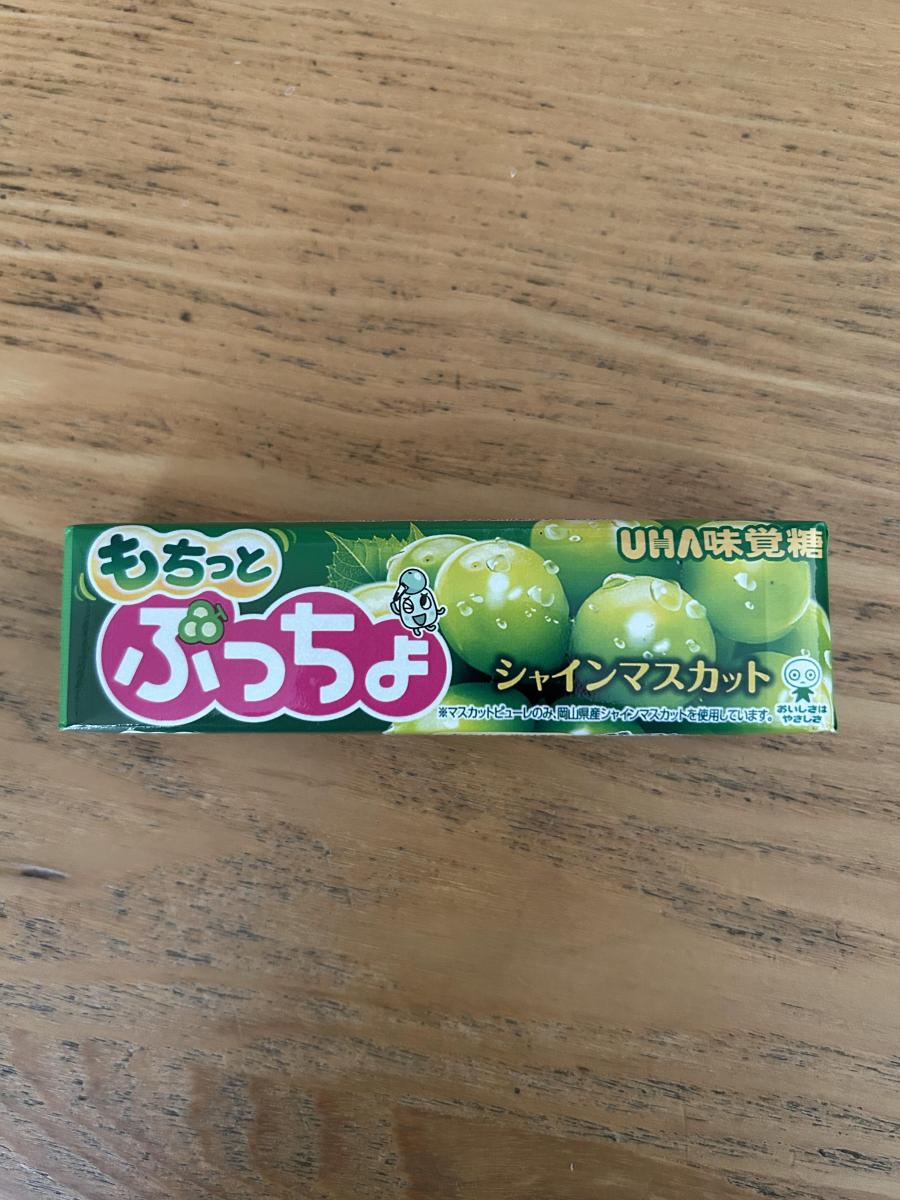 もちっと
ぷっちょ
UHA味覚糖
シャインマスカット
※マスカットピューレのみ、岡山県産シャインマスカットを使用しています。
おいしさは
やさしさ